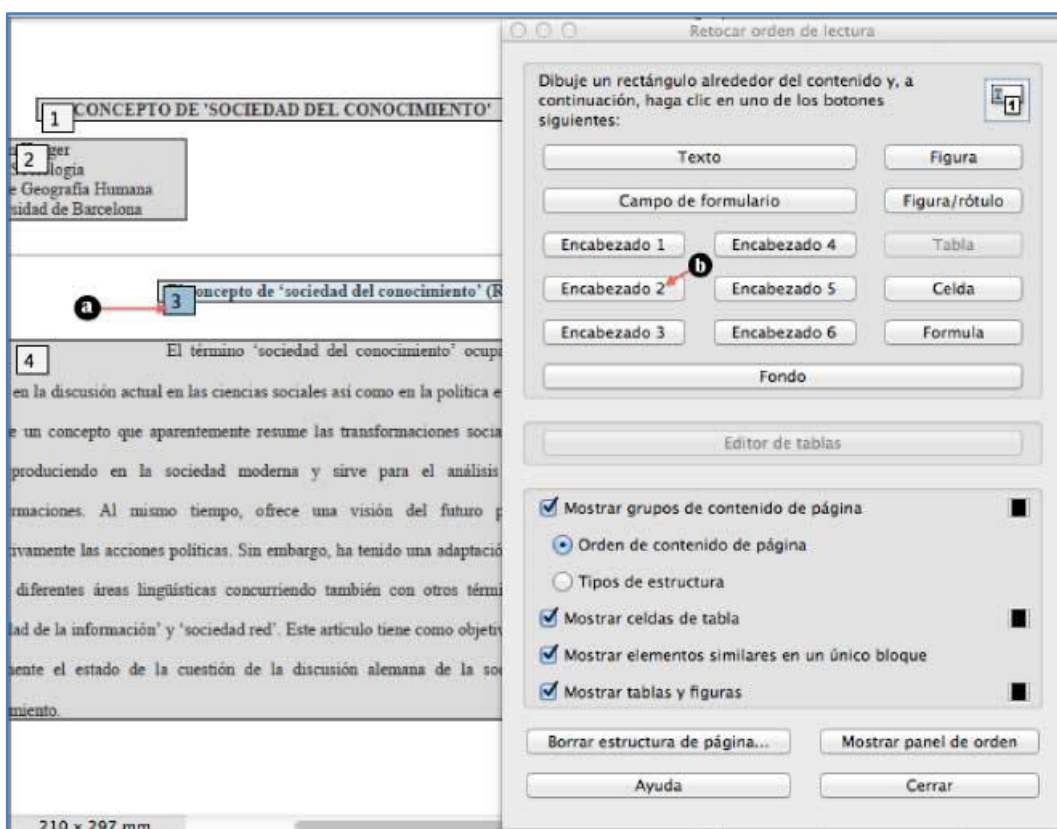 1 CONCEPTO DE 'SOCIEDAD DEL CONOCIMIENTO'
2 ger
logía
e Geografía Humana
sidad de Barcelona
a
3 concepto de 'sociedad del conocimiento' (R
4 El término 'sociedad del conocimiento' ocupa
en la discusión actual en las ciencias sociales así como en la política e
e un concepto que aparentemente resume las transformaciones socia
produciendo en la sociedad moderna y sirve para el análisis
rmaciones. Al mismo tiempo, ofrece una visión del futuro p
ivamente las acciones políticas. Sin embargo, ha tenido una adaptació
diferentes áreas lingüísticas concurriendo también con otros térmi
lad de la información' y 'sociedad red'. Este artículo tiene como objetiv
mente el estado de la cuestión de la discusión alemana de la soc
miento.
210 x 297 mm
Retocar orden de lectura
Dibuje un rectángulo alrededor del contenido y, a
continuación, haga clic en uno de los botones
siguientes:
1
Texto Figura
Campo de formulario Figura/rótulo
Encabezado 1 Encabezado 4 Tabla
b
Encabezado 2 Encabezado 5 Celda
Encabezado 3 Encabezado 6 Formula
Fondo
Editor de tablas
Mostrar grupos de contenido de página
Orden de contenido de página
Tipos de estructura
Mostrar celdas de tabla
Mostrar elementos similares en un único bloque
Mostrar tablas y figuras
Borrar estructura de página... Mostrar panel de orden
Ayuda Cerrar